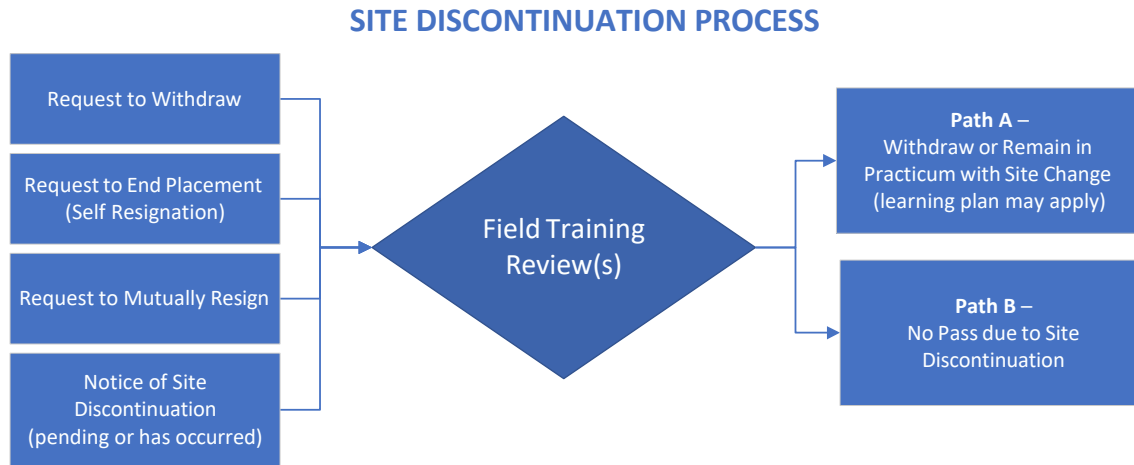 SITE DISCONTINUATION PROCESS
Request to Withdraw
Request to End Placement
(Self Resignation)
Request to Mutually Resign
Notice of Site
Discontinuation
(pending or has occurred)
Field Training
Review(s)
Path A –
Withdraw or Remain in
Practicum with Site Change
(learning plan may apply)
Path B –
No Pass due to Site
Discontinuation